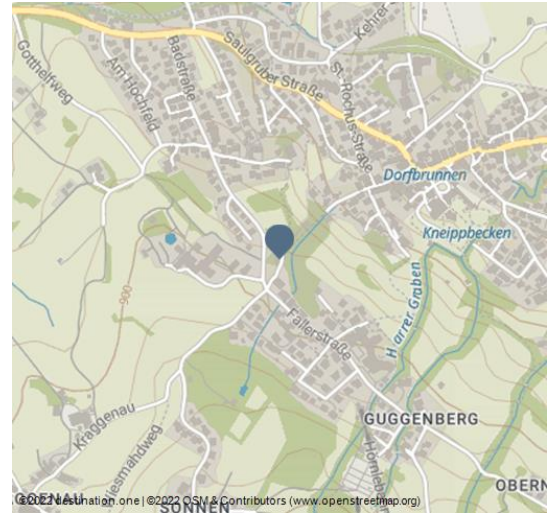 Kehrer
Saulgruber Straße
Badstraße
Gotthelfweg
Am Hochfeld
St.-Rochus-Straße
Dorfbrunnen
Kneippbecken
900
Harrer Graben
Fallerstraße
GUGGENBERG
Kraggenau
SONNEN
OBERN
©2022 destination.one | ©2022 OSM & Contributors (www.openstreetmap.org)